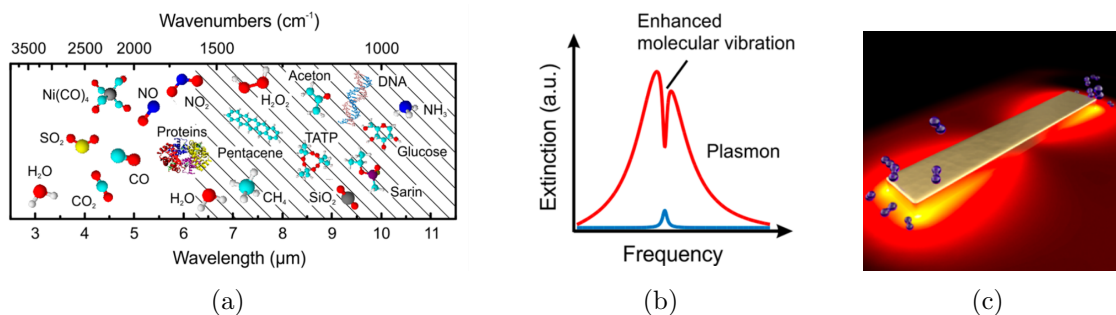 Wavenumbers (cm⁻¹)
3500 2500 2000 1500 1000
Ni(CO)₄ NO NO₂ H₂O₂ Aceton DNA NH₃
SO₂ Proteins Pentacene TATP Glucose
H₂O CO₂ CO H₂O CH₄ SiO₂ Sarin
3 4 5 6 7 8 9 10 11
Wavelength (μm)
(a)
Enhanced
molecular vibration
Extinction (a.u.)
Plasmon
Frequency
(b)
(c)